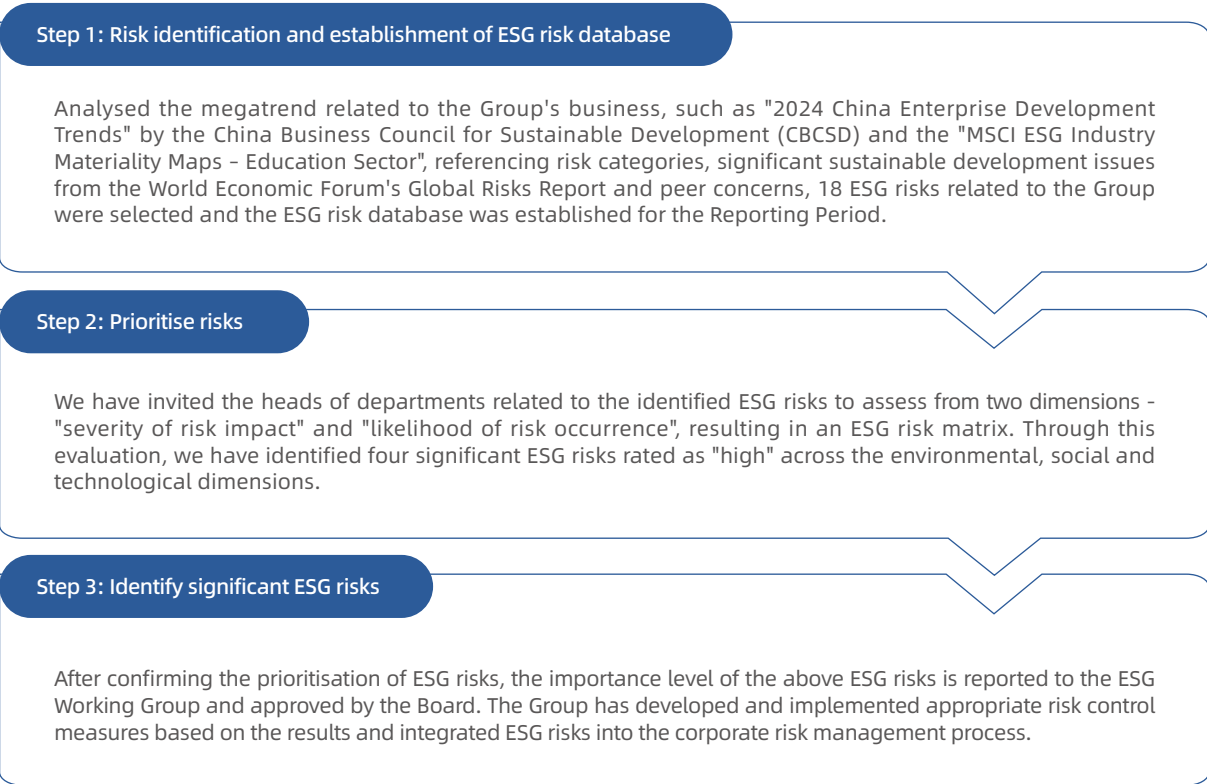 Step 1: Risk identification and establishment of ESG risk database
Analysed the megatrend related to the Group's business, such as "2024 China Enterprise Development
Trends" by the China Business Council for Sustainable Development (CBCSD) and the "MSCI ESG Industry
Materiality Maps – Education Sector", referencing risk categories, significant sustainable development issues
from the World Economic Forum's Global Risks Report and peer concerns, 18 ESG risks related to the Group
were selected and the ESG risk database was established for the Reporting Period.
Step 2: Prioritise risks
We have invited the heads of departments related to the identified ESG risks to assess from two dimensions -
"severity of risk impact" and "likelihood of risk occurrence", resulting in an ESG risk matrix. Through this
evaluation, we have identified four significant ESG risks rated as "high" across the environmental, social and
technological dimensions.
Step 3: Identify significant ESG risks
After confirming the prioritisation of ESG risks, the importance level of the above ESG risks is reported to the ESG
Working Group and approved by the Board. The Group has developed and implemented appropriate risk control
measures based on the results and integrated ESG risks into the corporate risk management process.